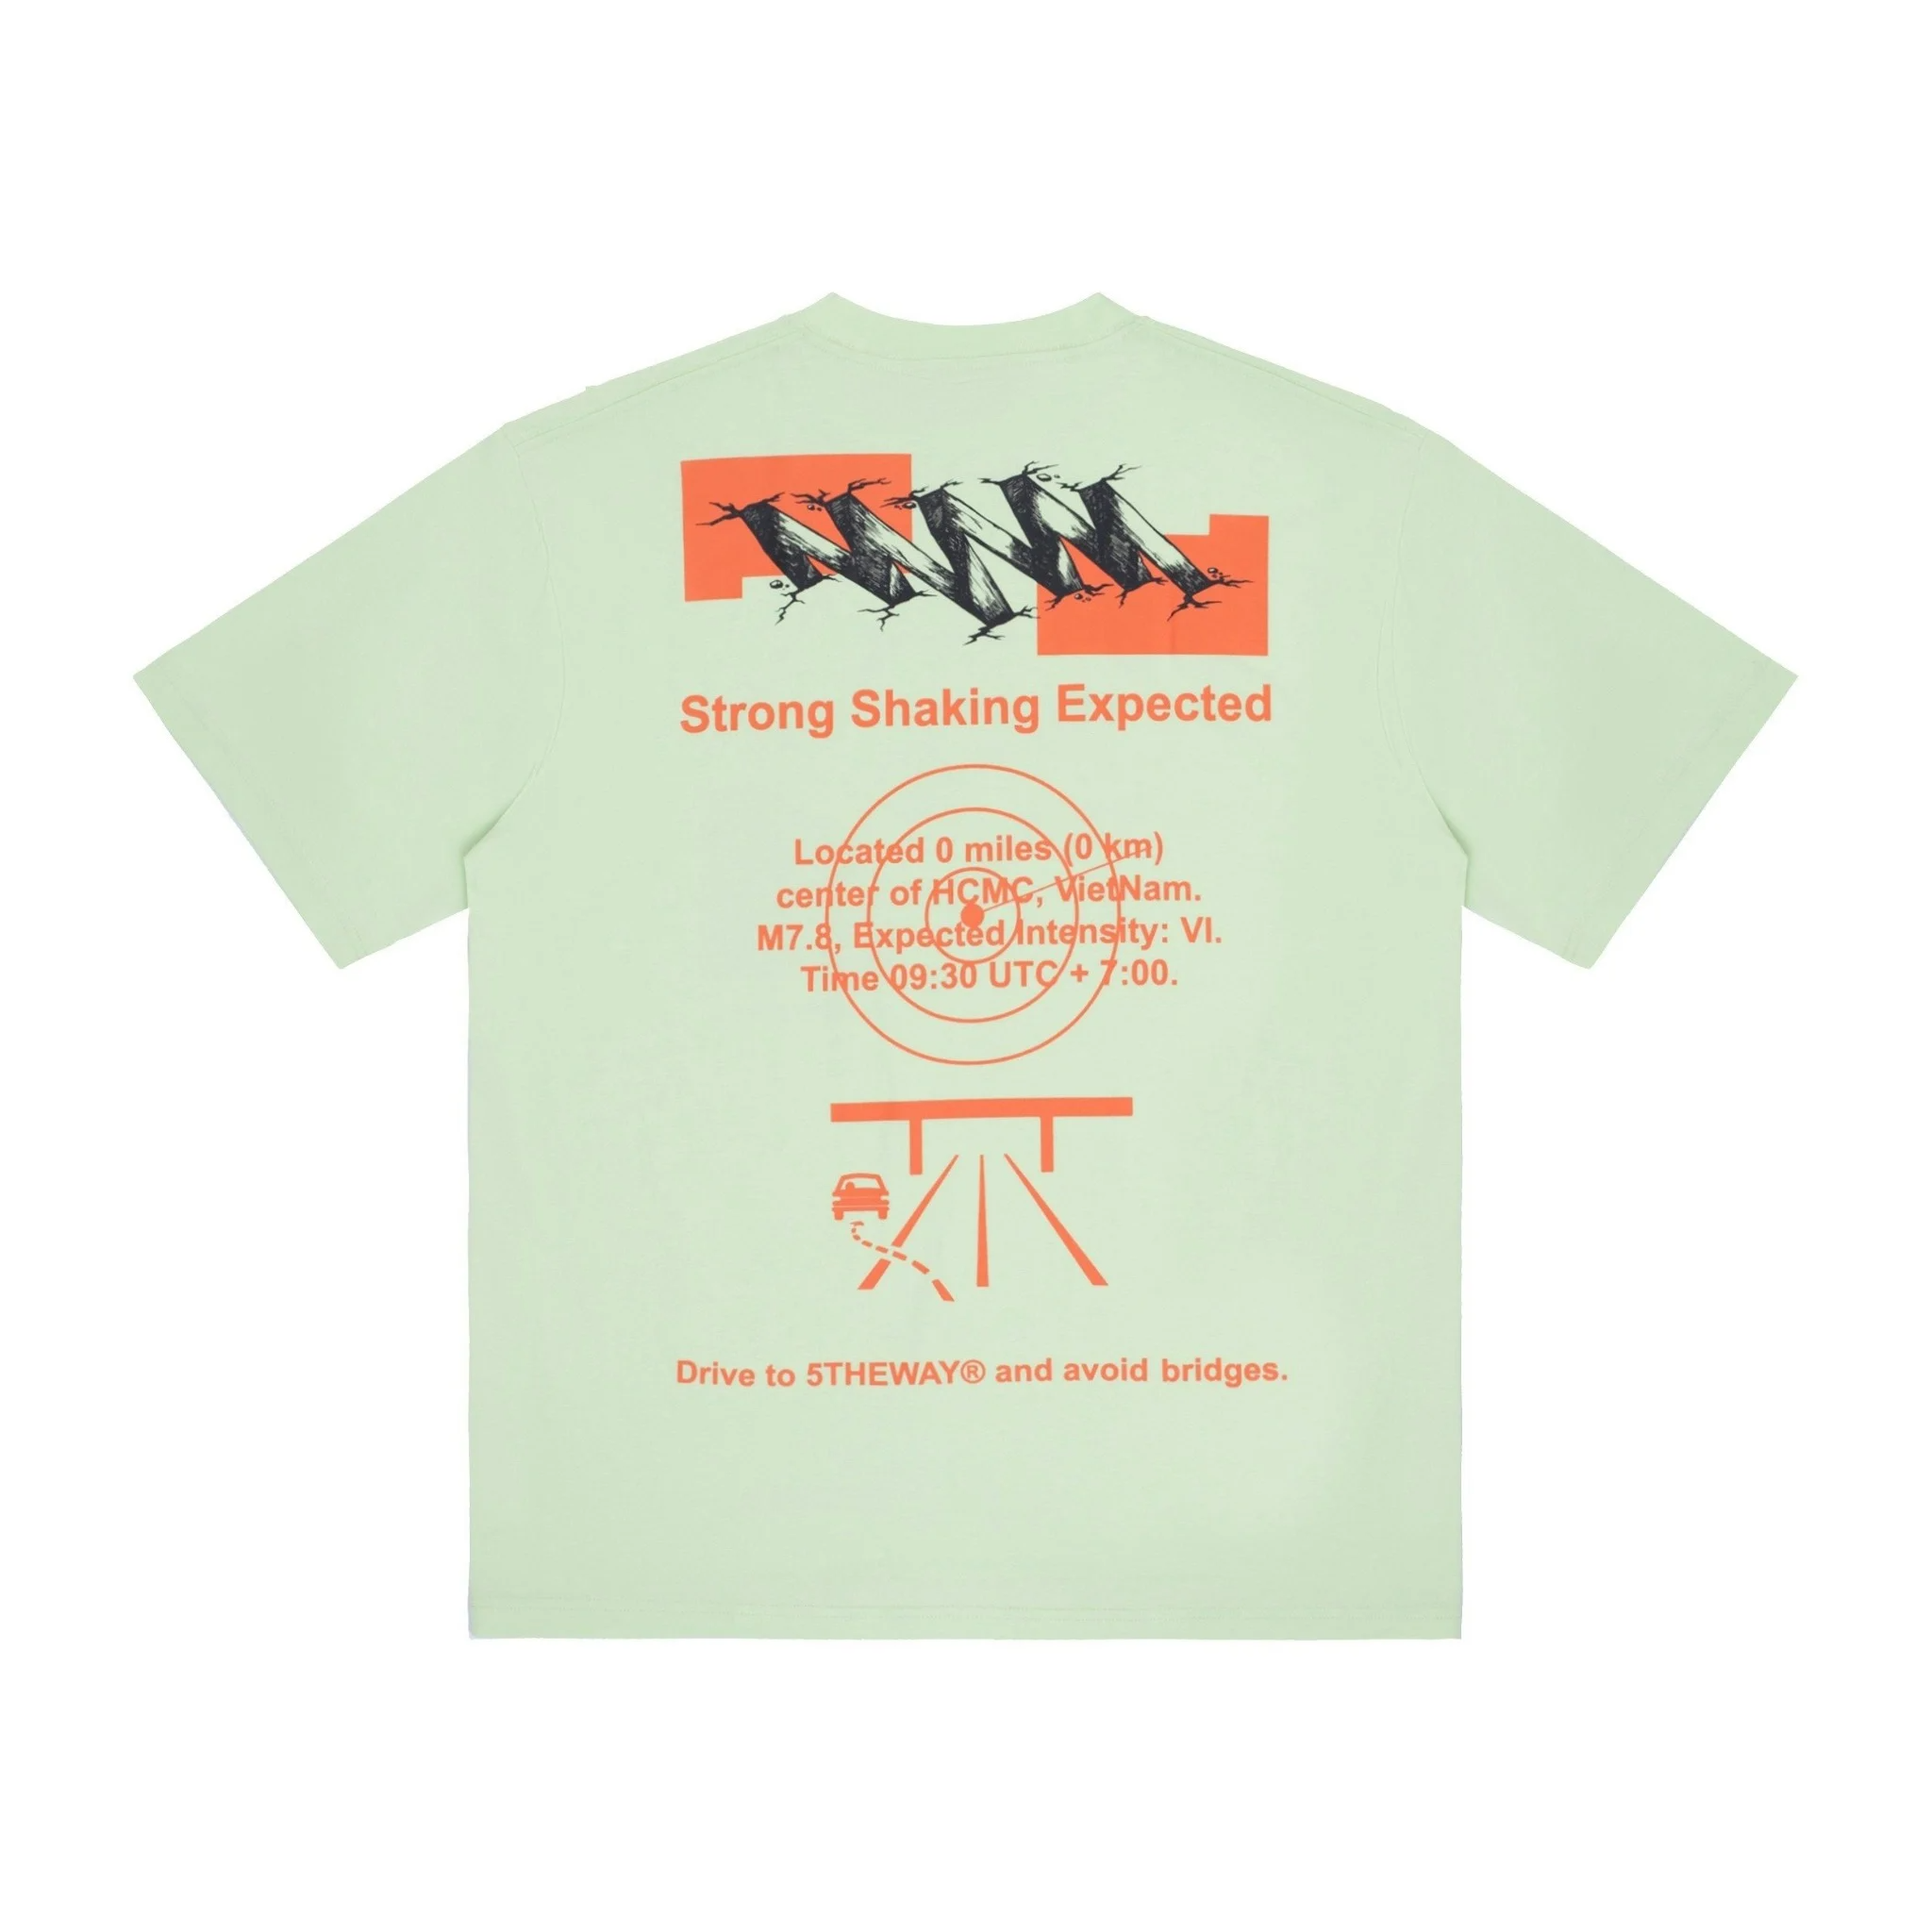 Strong Shaking Expected
Located 0 miles (0 km)
center of HCMC, VietNam.
M7.8, Expected Intensity: VI.
Time 09:30 UTC + 7:00.
Drive to 5THEWAY® and avoid bridges.